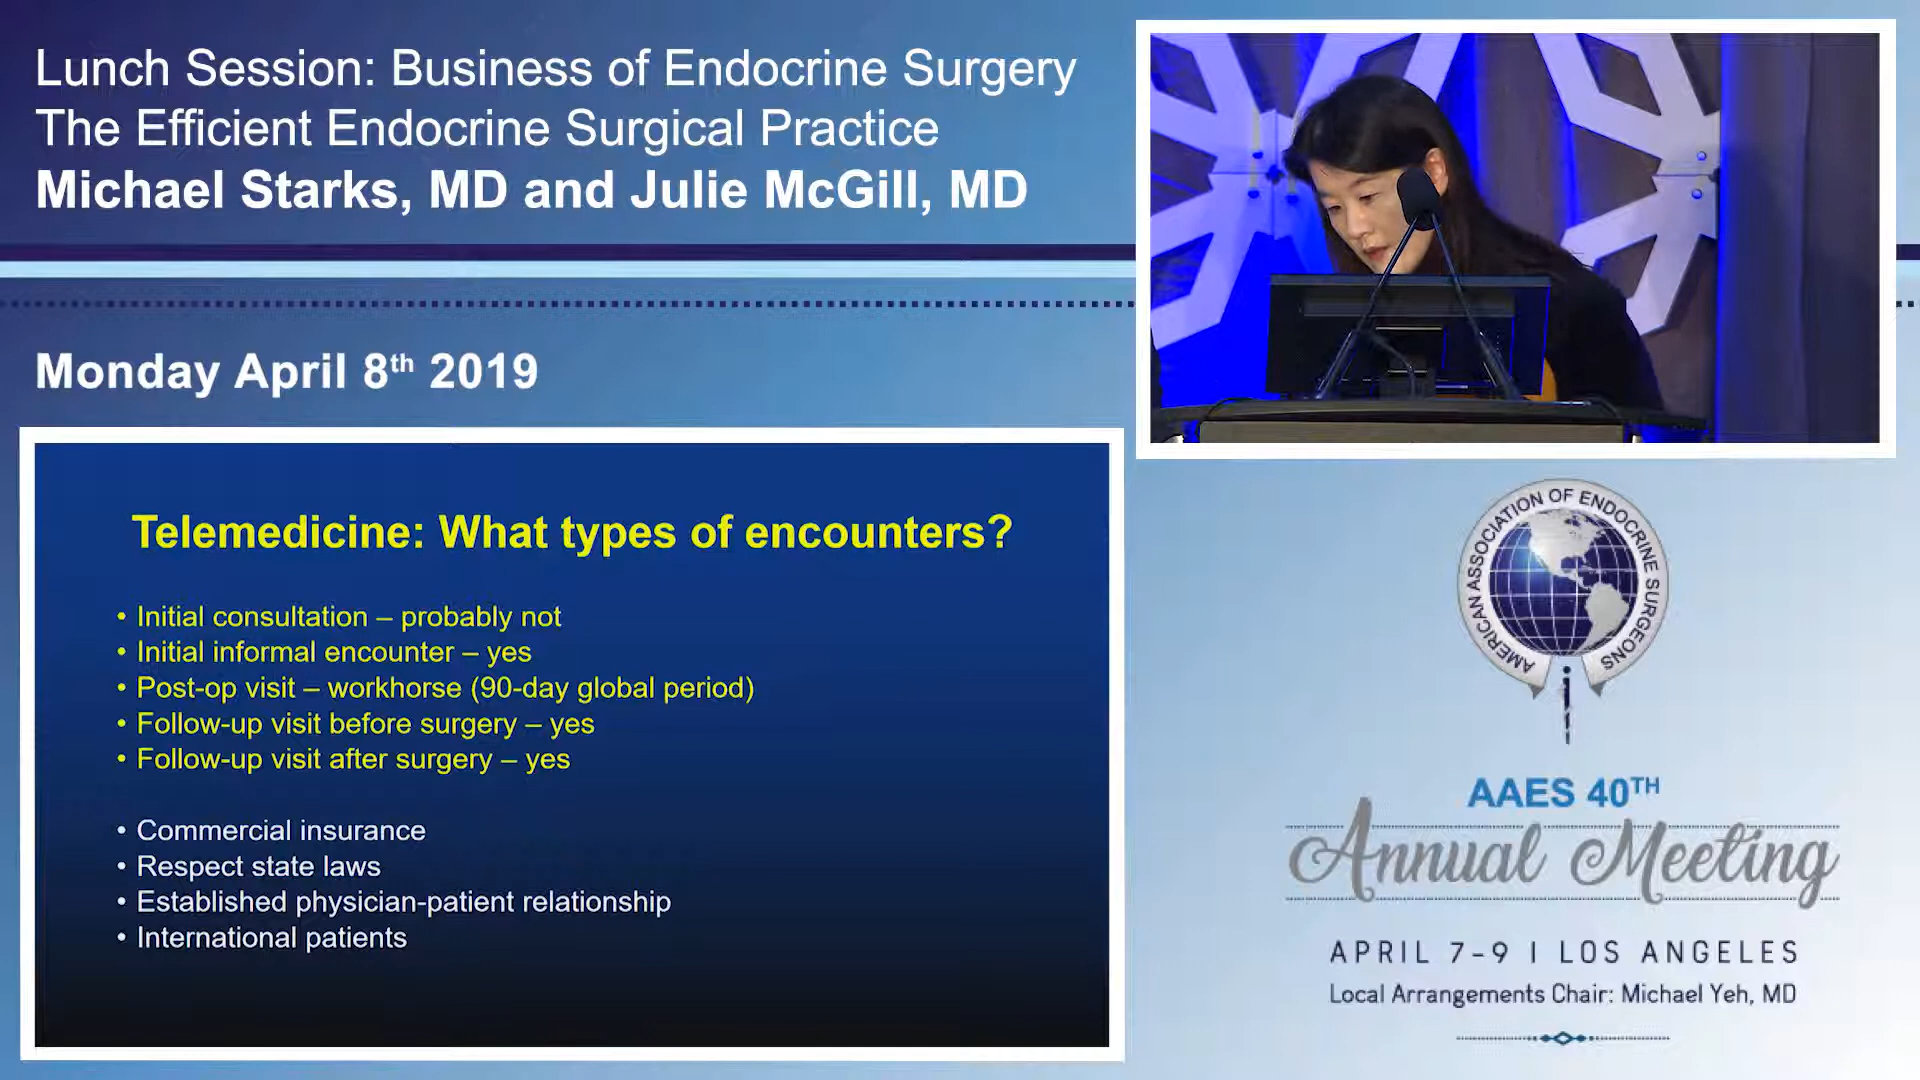 Lunch Session: Business of Endocrine Surgery
The Efficient Endocrine Surgical Practice
Michael Starks, MD and Julie McGill, MD
Monday April 8th 2019
Telemedicine: What types of encounters?
• Initial consultation – probably not
• Initial informal encounter – yes
• Post-op visit – workhorse (90-day global period)
• Follow-up visit before surgery – yes
• Follow-up visit after surgery – yes
• Commercial insurance
• Respect state laws
• Established physician-patient relationship
• International patients
AMERICAN ASSOCIATION OF ENDOCRINE SURGEONS
AAES 40TH
Annual Meeting
APRIL 7-9 | LOS ANGELES
Local Arrangements Chair: Michael Yeh, MD